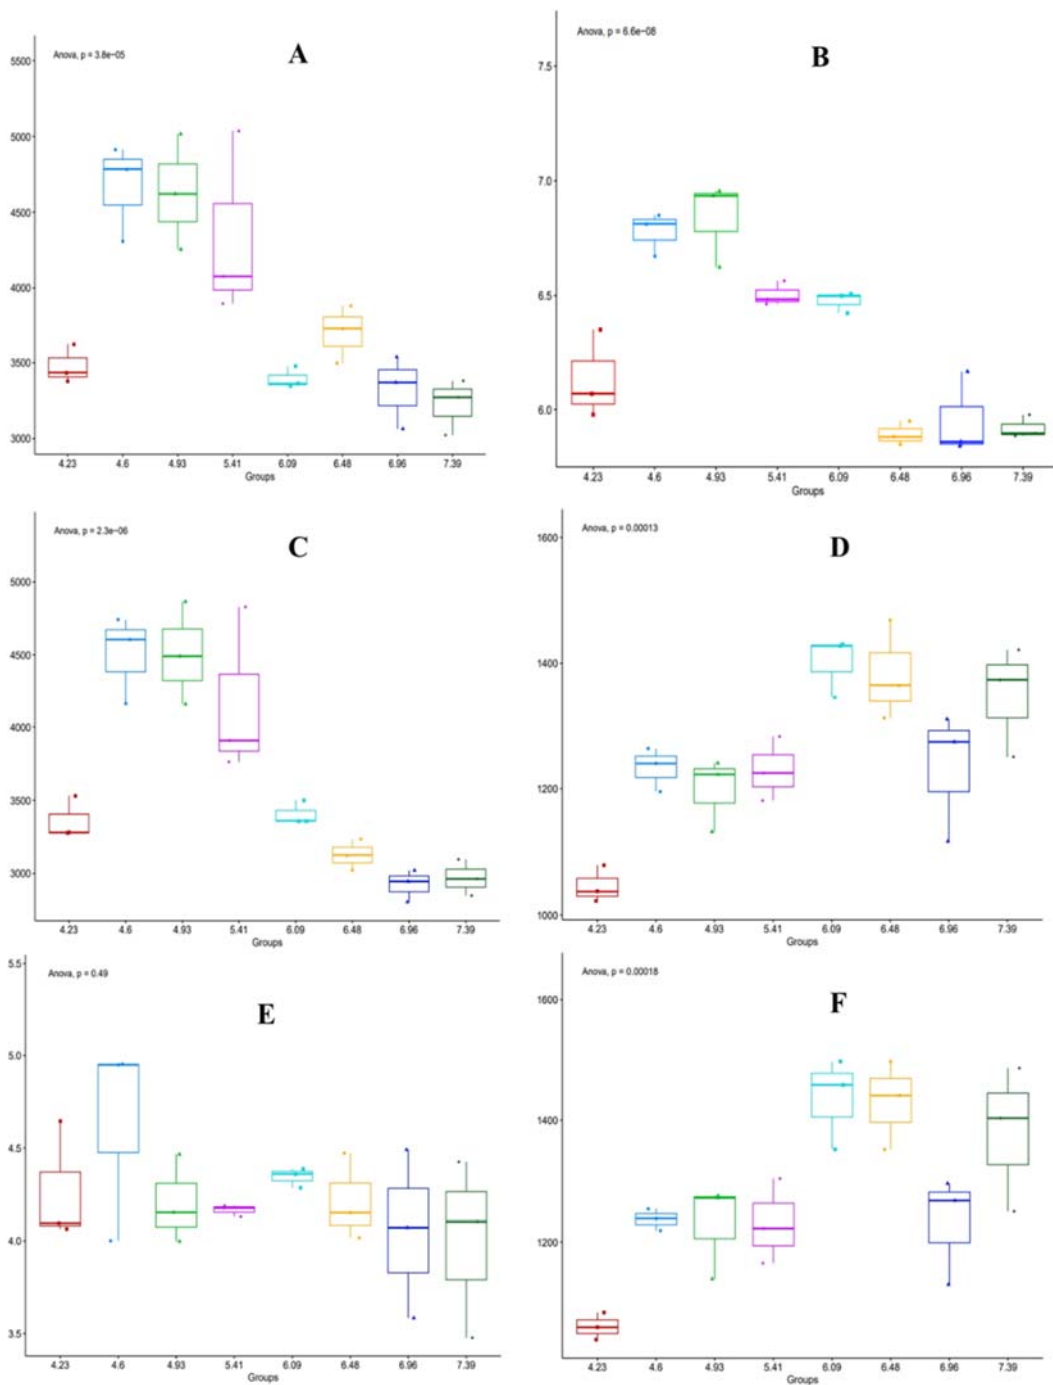 A
Anova, p = 3.8e−05
5500
5000
4500
4000
3500
3000
4.23 4.6 4.93 5.41 6.09 6.48 6.96 7.39
Groups
B
Anova, p = 6.6e−08
7.5
7.0
6.5
6.0
4.23 4.6 4.93 5.41 6.09 6.48 6.96 7.39
Groups
C
Anova, p = 2.3e−06
5000
4500
4000
3500
3000
4.23 4.6 4.93 5.41 6.09 6.48 6.96 7.39
Groups
D
Anova, p = 0.00013
1600
1400
1200
1000
4.23 4.6 4.93 5.41 6.09 6.48 6.96 7.39
Groups
E
Anova, p = 0.49
5.5
5.0
4.5
4.0
3.5
4.23 4.6 4.93 5.41 6.09 6.48 6.96 7.39
Groups
F
Anova, p = 0.00018
1600
1400
1200
4.23 4.6 4.93 5.41 6.09 6.48 6.96 7.39
Groups